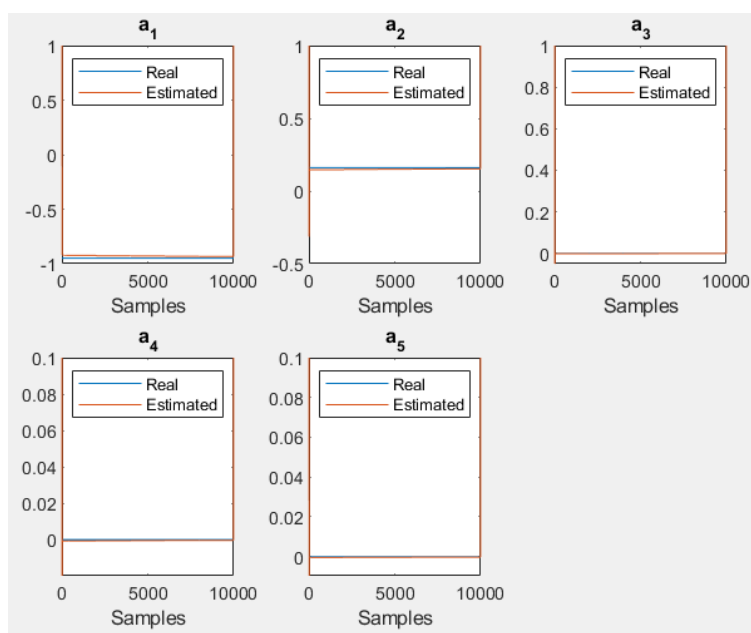 a1
1
0.5
0
-0.5
-1
Real
Estimated
0 5000 10000
Samples
a2
1
0.5
0
-0.5
Real
Estimated
0 5000 10000
Samples
a3
1
0.8
0.6
0.4
0.2
0
Real
Estimated
0 5000 10000
Samples
a4
0.1
0.08
0.06
0.04
0.02
0
Real
Estimated
0 5000 10000
Samples
a5
0.1
0.08
0.06
0.04
0.02
0
Real
Estimated
0 5000 10000
Samples